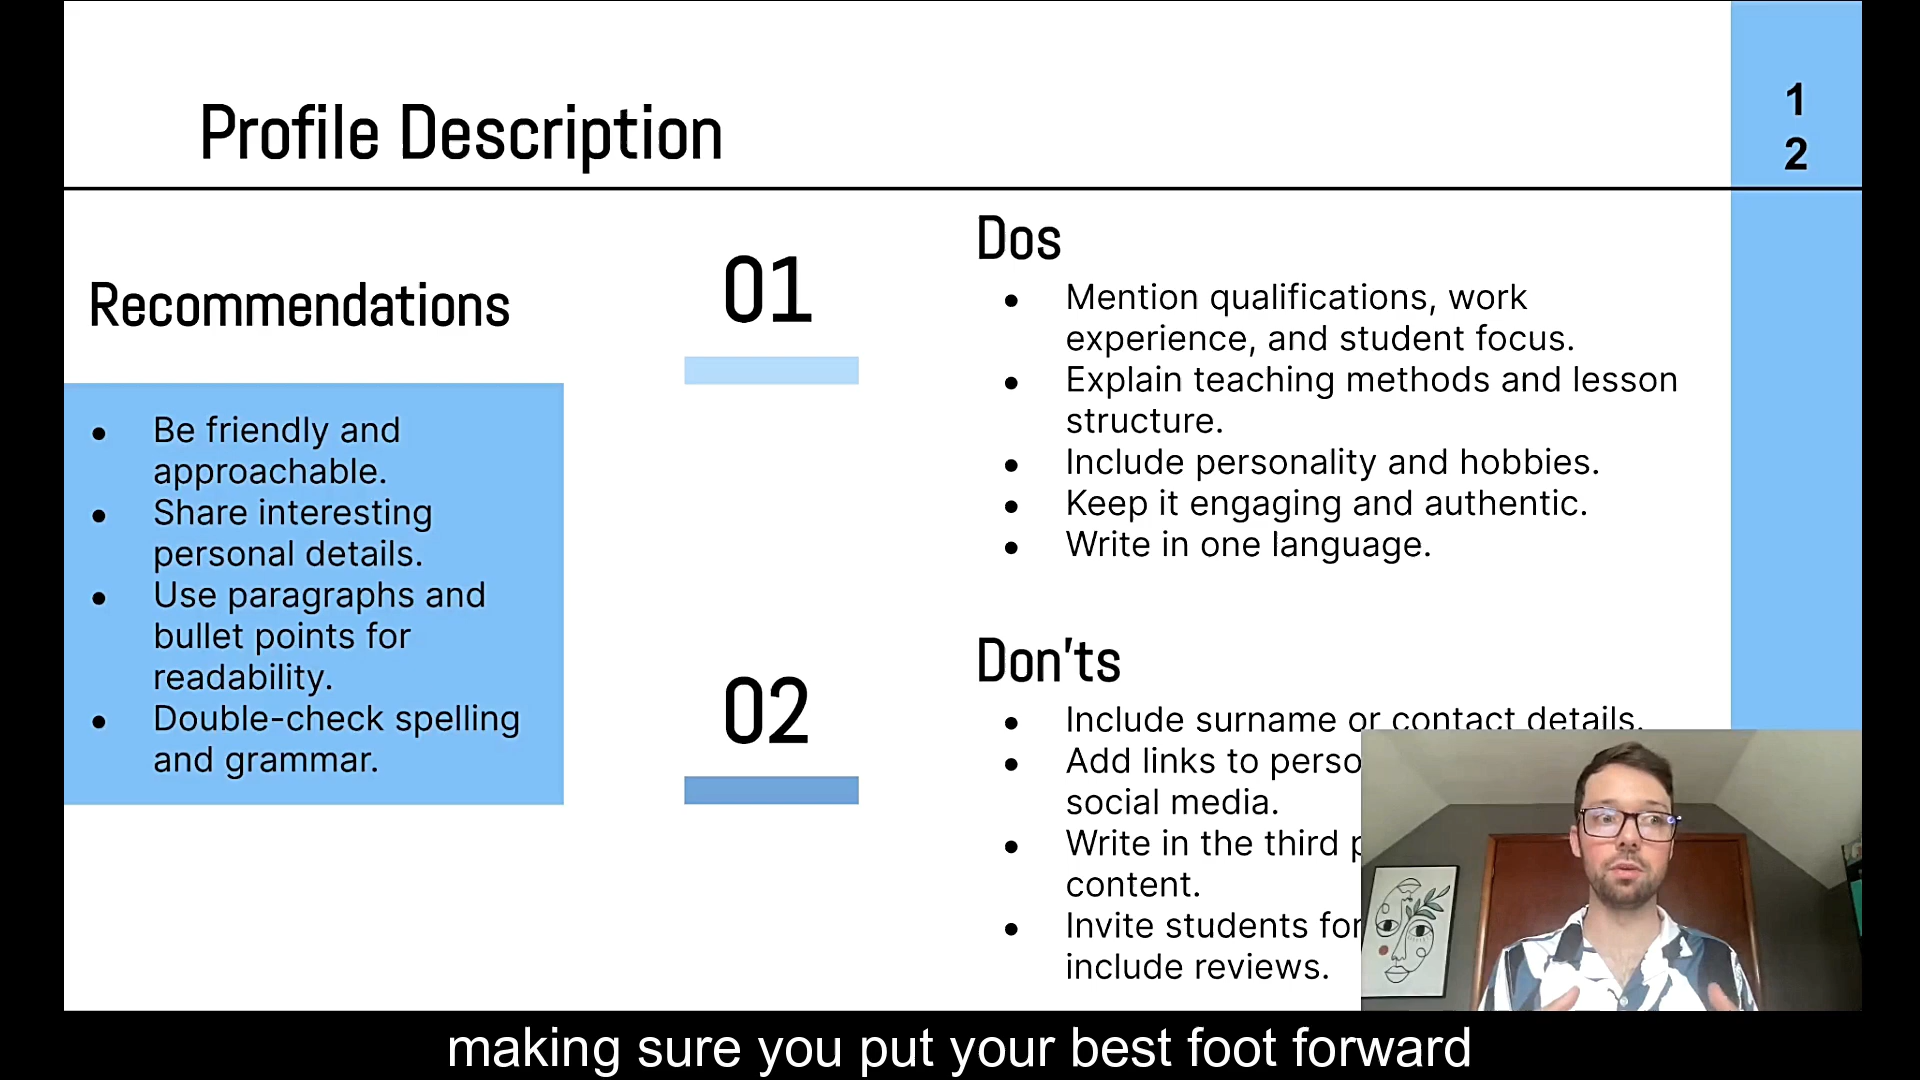 Profile Description
1
2
Recommendations
• Be friendly and
approachable.
• Share interesting
personal details.
• Use paragraphs and
bullet points for
readability.
• Double-check spelling
and grammar.
01
Dos
• Mention qualifications, work
experience, and student focus.
• Explain teaching methods and lesson
structure.
• Include personality and hobbies.
• Keep it engaging and authentic.
• Write in one language.
02
Don'ts
• Include surname or contact details.
• Add links to
social media.
• Write in the third
content.
• Invite students for
include reviews.
making sure you put your best foot forward